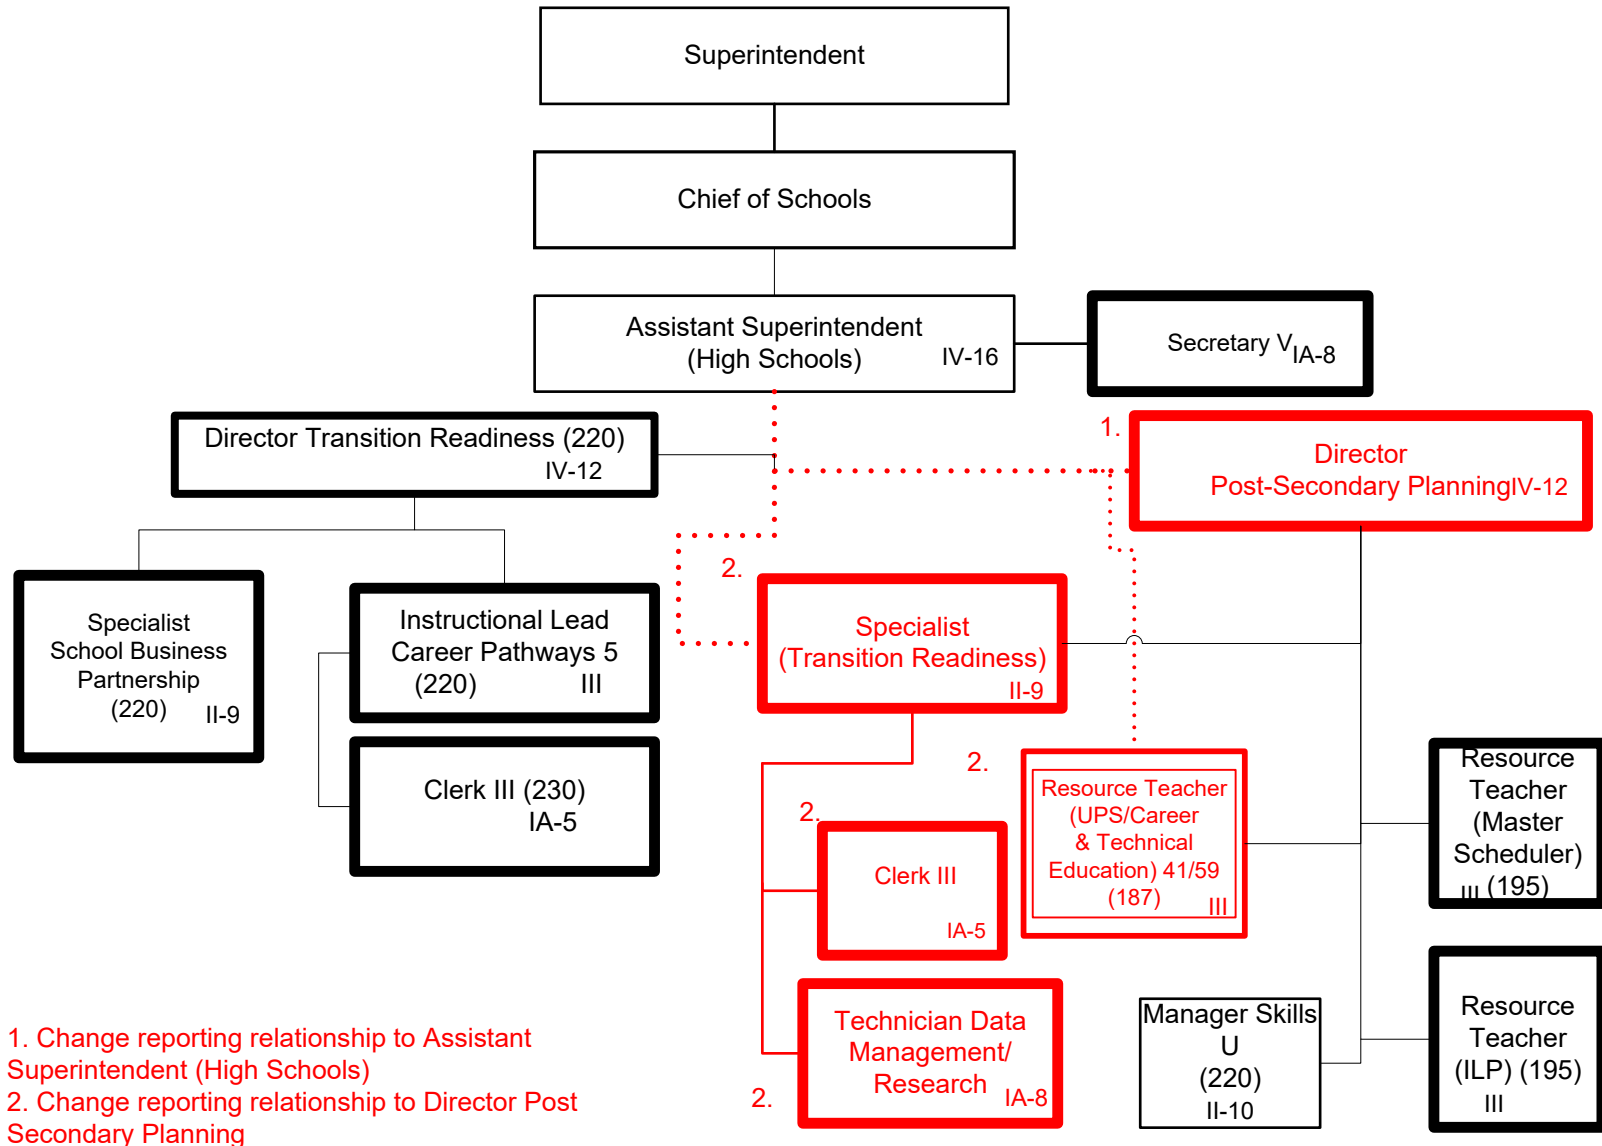 Superintendent
Chief of Schools
Assistant Superintendent
(High Schools)
IV-16
Secretary V
IA-8
Director Transition Readiness (220)
IV-12
1.
Director
Post-Secondary Planning
IV-12
Specialist
School Business
Partnership
(220)
II-9
Instructional Lead
Career Pathways 5
(220)
III
Clerk III (230)
IA-5
2.
Specialist
(Transition Readiness)
II-9
2.
Clerk III
IA-5
2.
Technician Data
Management/
Research
IA-8
2.
Resource Teacher
(UPS/Career
& Technical
Education) 41/59
(187)
III
Resource
Teacher
(Master
Scheduler)
(195)
III
Manager Skills
U
(220)
II-10
Resource
Teacher
(ILP) (195)
III
1. Change reporting relationship to Assistant
Superintendent (High Schools)
2. Change reporting relationship to Director Post
Secondary Planning